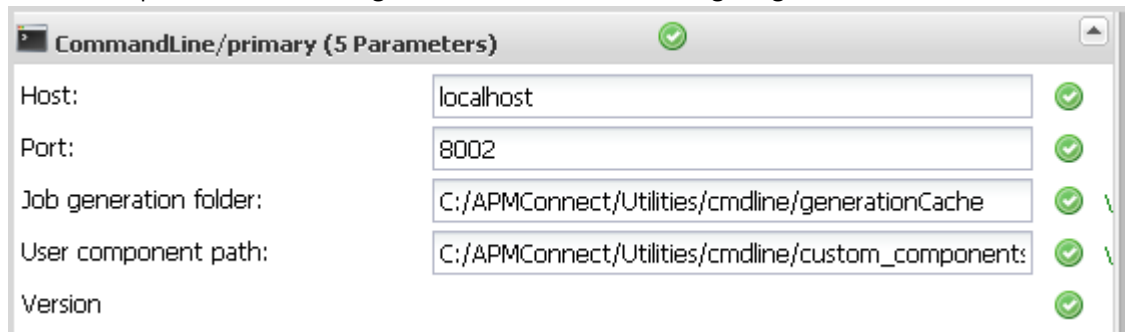 CommandLine/primary (5 Parameters)
Host: localhost
Port: 8002
Job generation folder: C:/APMConnect/Utilities/cmdline/generationCache
User component path: C:/APMConnect/Utilities/cmdline/custom_components
Version